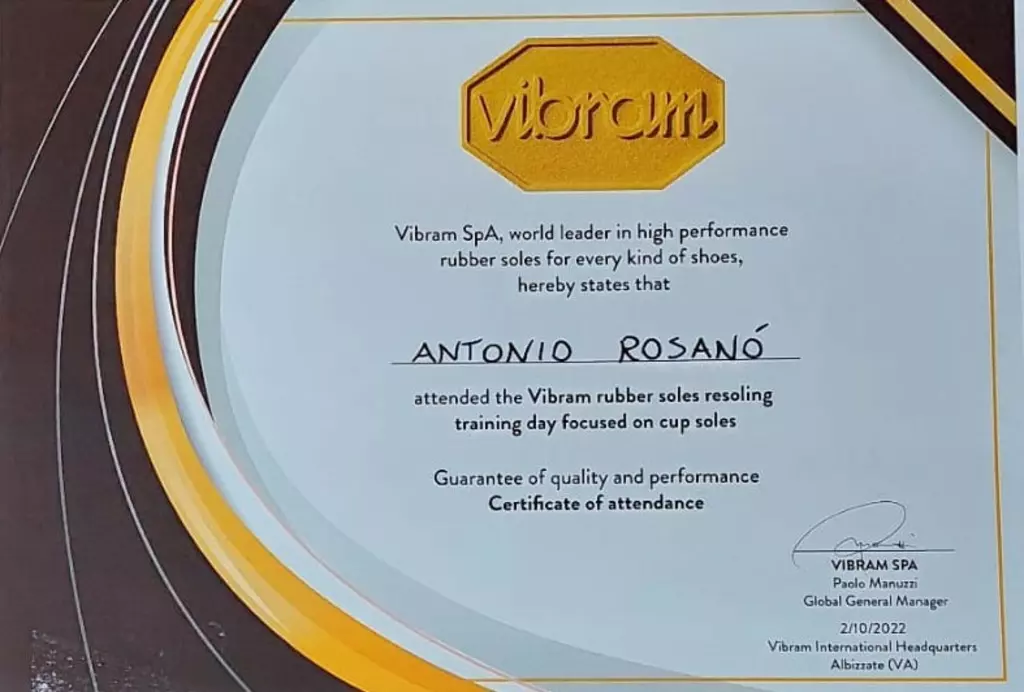 vibram
Vibram SpA, world leader in high performance
rubber soles for every kind of shoes,
hereby states that
ANTONIO ROSANÓ
attended the Vibram rubber soles resoling
training day focused on cup soles
Guarantee of quality and performance
Certificate of attendance
VIBRAM SPA
Paolo Manuzzi
Global General Manager
2/10/2022
Vibram International Headquarters
Albizzate (VA)